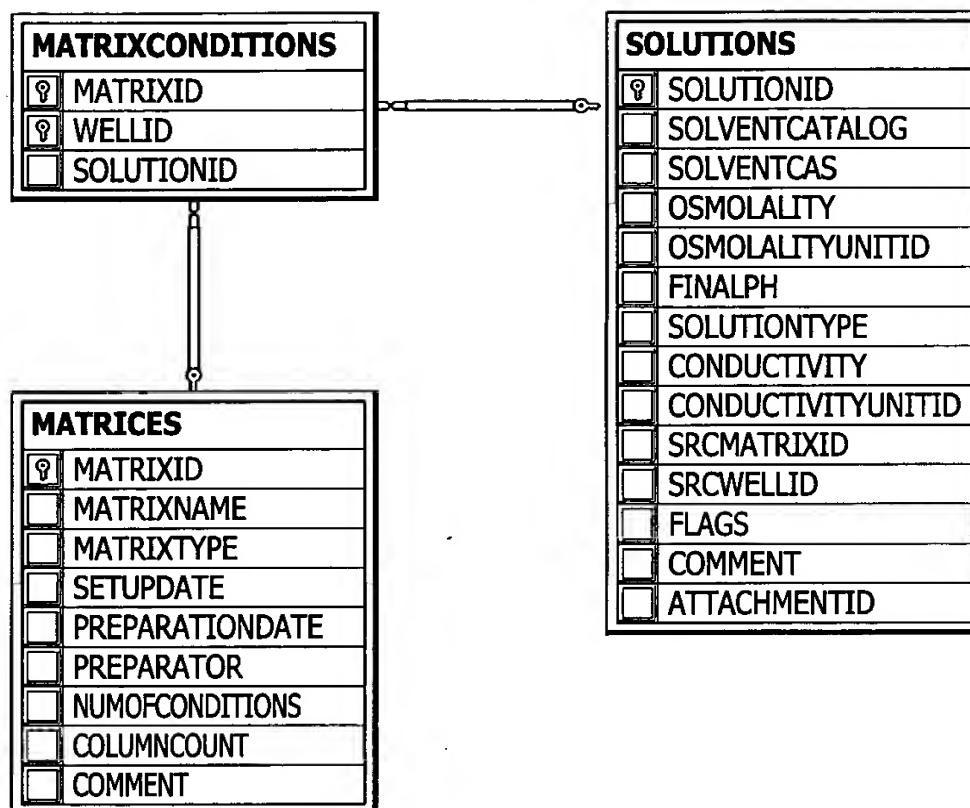 MATRIXCONDITIONS
MATRIXID
WELLID
SOLUTIONID
SOLUTIONS
SOLUTIONID
SOLVENTCATALOG
SOLVENTCAS
OSMOLALITY
OSMOLALITYUNITID
FINALPH
SOLUTIONTYPE
CONDUCTIVITY
CONDUCTIVITYUNITID
SRCMATRIXID
SRCWELLID
FLAGS
COMMENT
ATTACHMENTID
MATRICES
MATRIXID
MATRIXNAME
MATRIXTYPE
SETUPDATE
PREPARATIONDATE
PREPARATOR
NUMOFCONDITIONS
COLUMNCOUNT
COMMENT